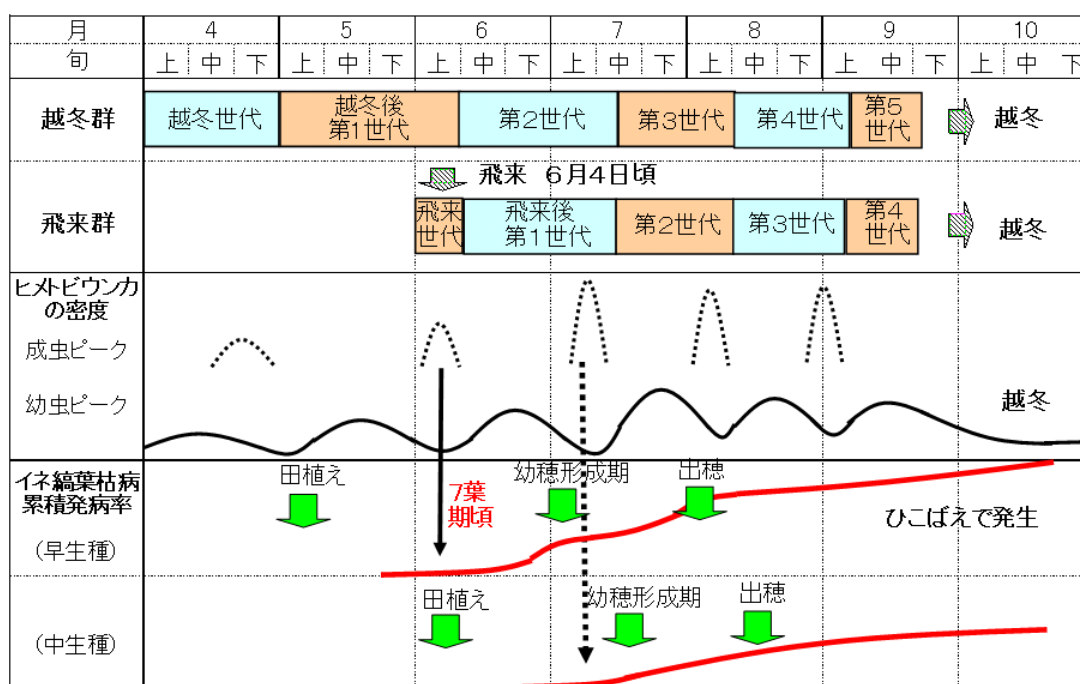 月 4 5 6 7 8 9 10
旬 上 中 下 上 中 下 上 中 下 上 中 下 上 中 下 上 中 下 上 中 下
越冬群
越冬世代
越冬後
第1世代
第2世代
第3世代
第4世代
第5
世代
越冬
飛来 6月4日頃
飛来群
飛来
世代
飛来後
第1世代
第2世代
第3世代
第4
世代
越冬
ヒメトビウンカ
の密度
成虫ピーク
幼虫ピーク
越冬
イネ縞葉枯病
累積発病率
(早生種)
田植え
7葉
期頃
幼穂形成期
出穂
ひこばえで発生
(中生種)
田植え
幼穂形成期
出穂